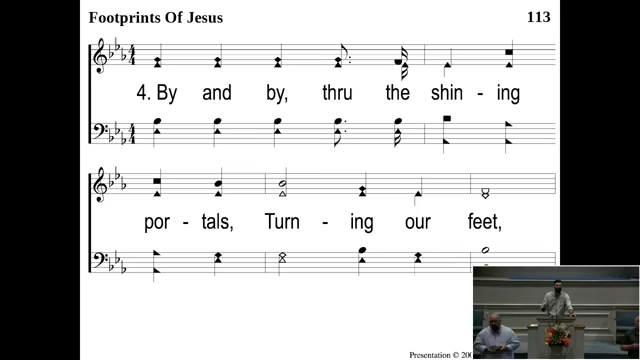 Footprints Of Jesus 113
4. By and by, thru the shin - ing
por - tals, Turn - ing our feet,
Presentation © 200